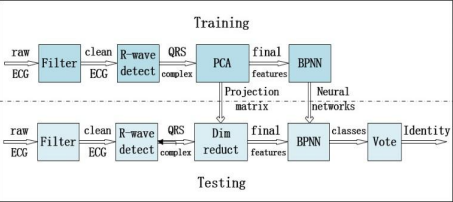 Training
raw ECG
Filter
clean ECG
R-wave detect
QRS complex
PCA
final features
BPNN
Projection matrix
Neural networks
raw ECG
Filter
clean ECG
R-wave detect
QRS complex
Dim reduct
final features
BPNN
classes
Vote
Identity
Testing